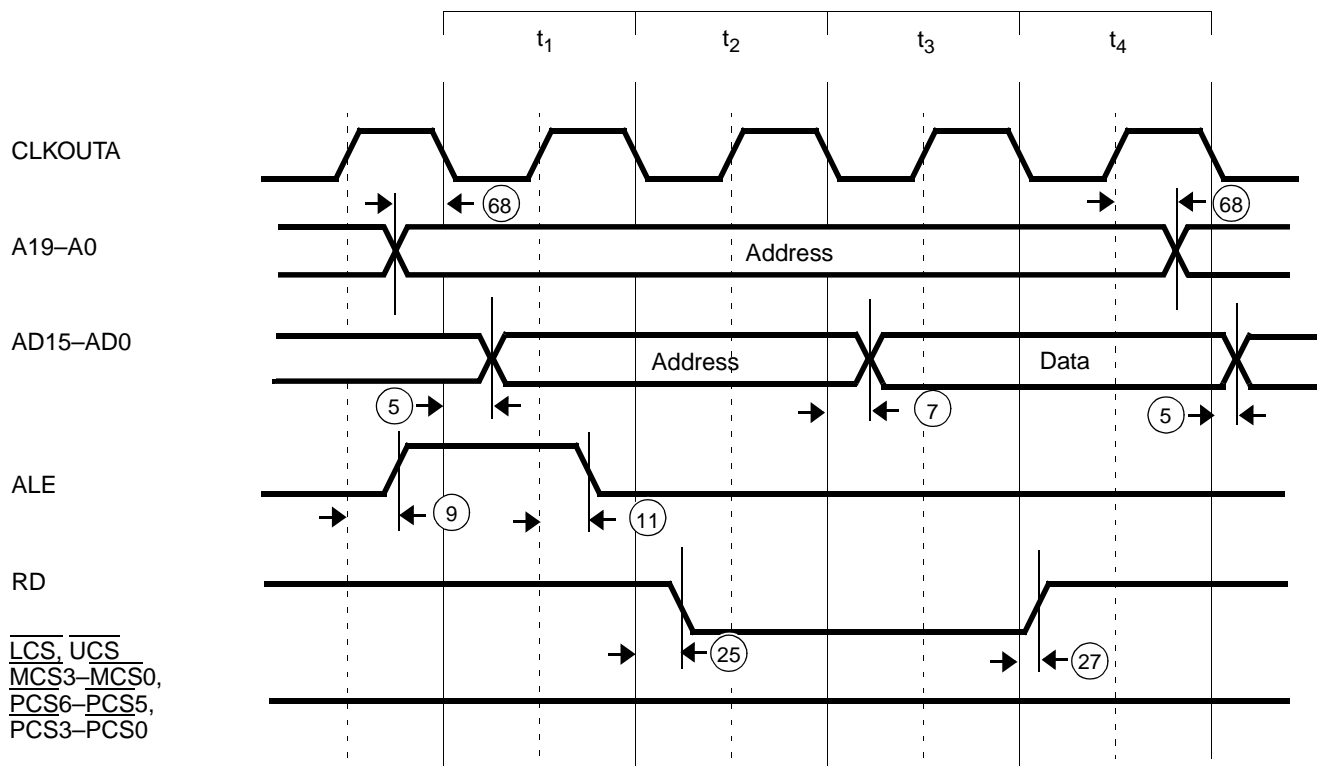 t1 t2 t3 t4
CLKOUTA
68 68
A19–A0 Address
AD15–AD0 Address Data
5 7 5
ALE
9 11
RD
25 27
LCS, UCS
MCS3–MCS0,
PCS6–PCS5,
PCS3–PCS0